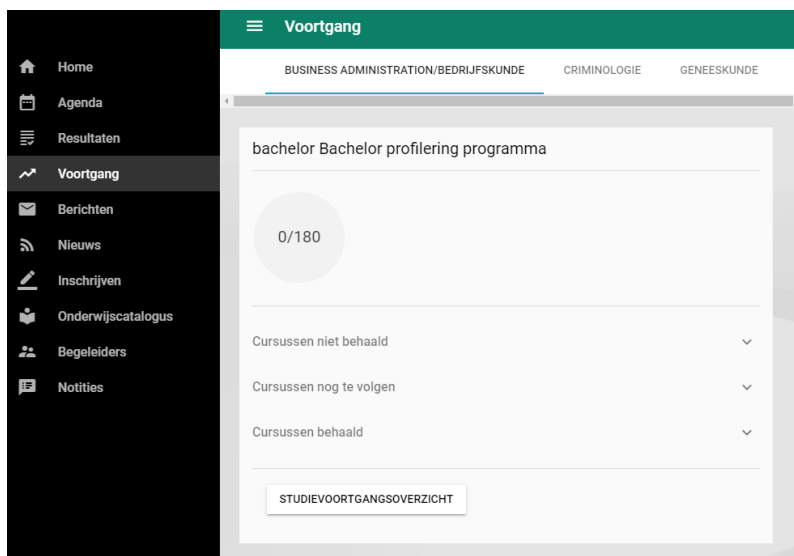 Voortgang
Home
Agenda
Resultaten
Voortgang
Berichten
Nieuws
Inschrijven
Onderwijscatalogus
Begeleiders
Notities
BUSINESS ADMINISTRATION/BEDRIJFSKUNDE CRIMINOLOGIE GENEESKUNDE
bachelor Bachelor profilering programma
0/180
Cursussen niet behaald
Cursussen nog te volgen
Cursussen behaald
STUDIEVOORTGANGSOVERZICHT